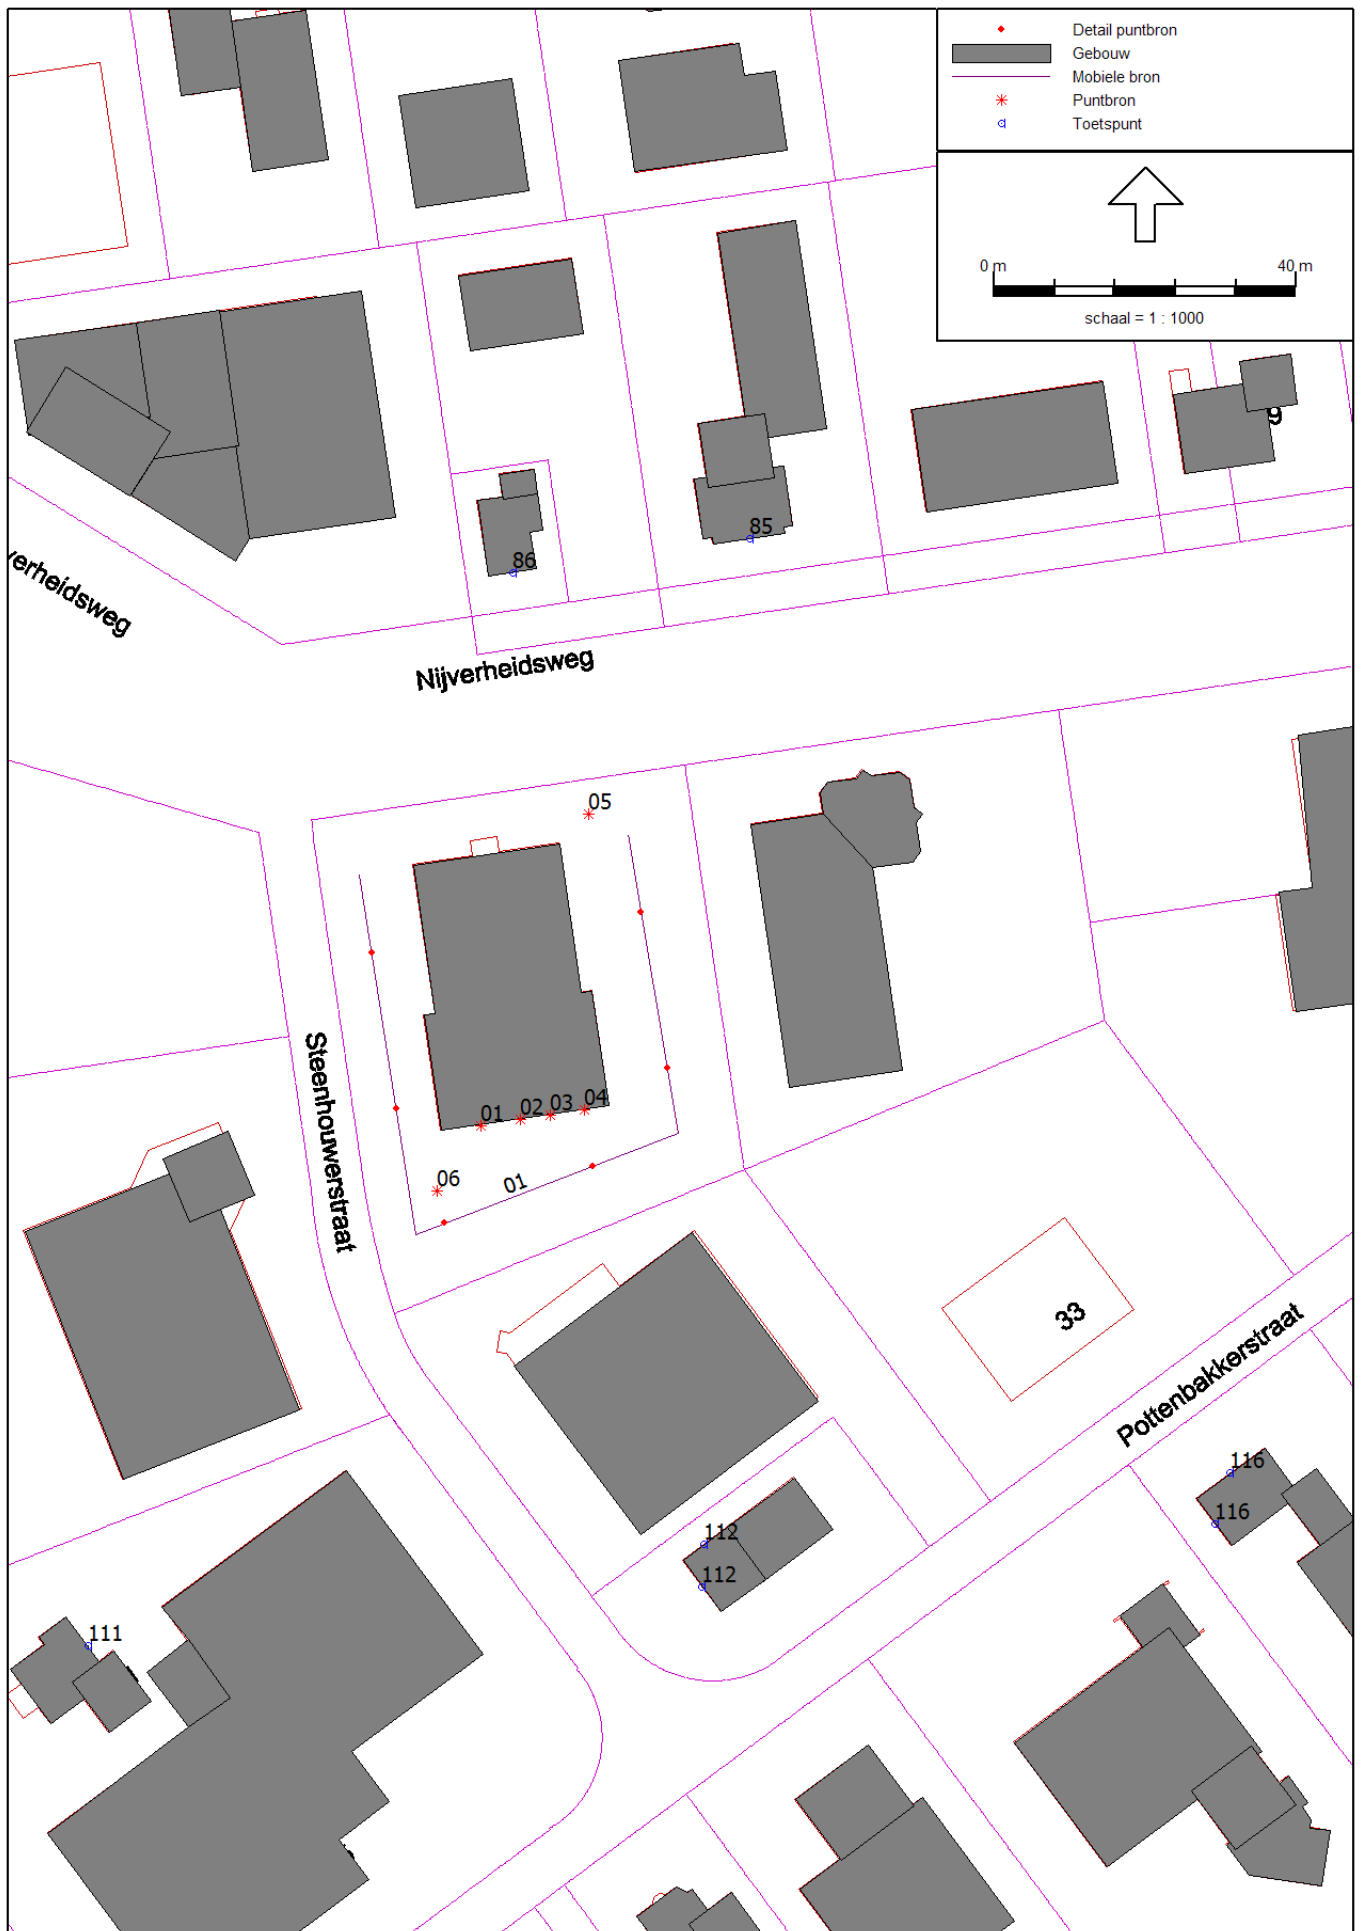 Detail puntbron
Gebouw
Mobiele bron
Puntbron
Toetspunt
0 m 40 m
schaal = 1 : 1000
9
85
86
verheidsweg
Nijverheidsweg
05
Steenhouwerstraat
01 02 03 04
06
01
33
Pottenbakkerstraat
116
116
112
112
111